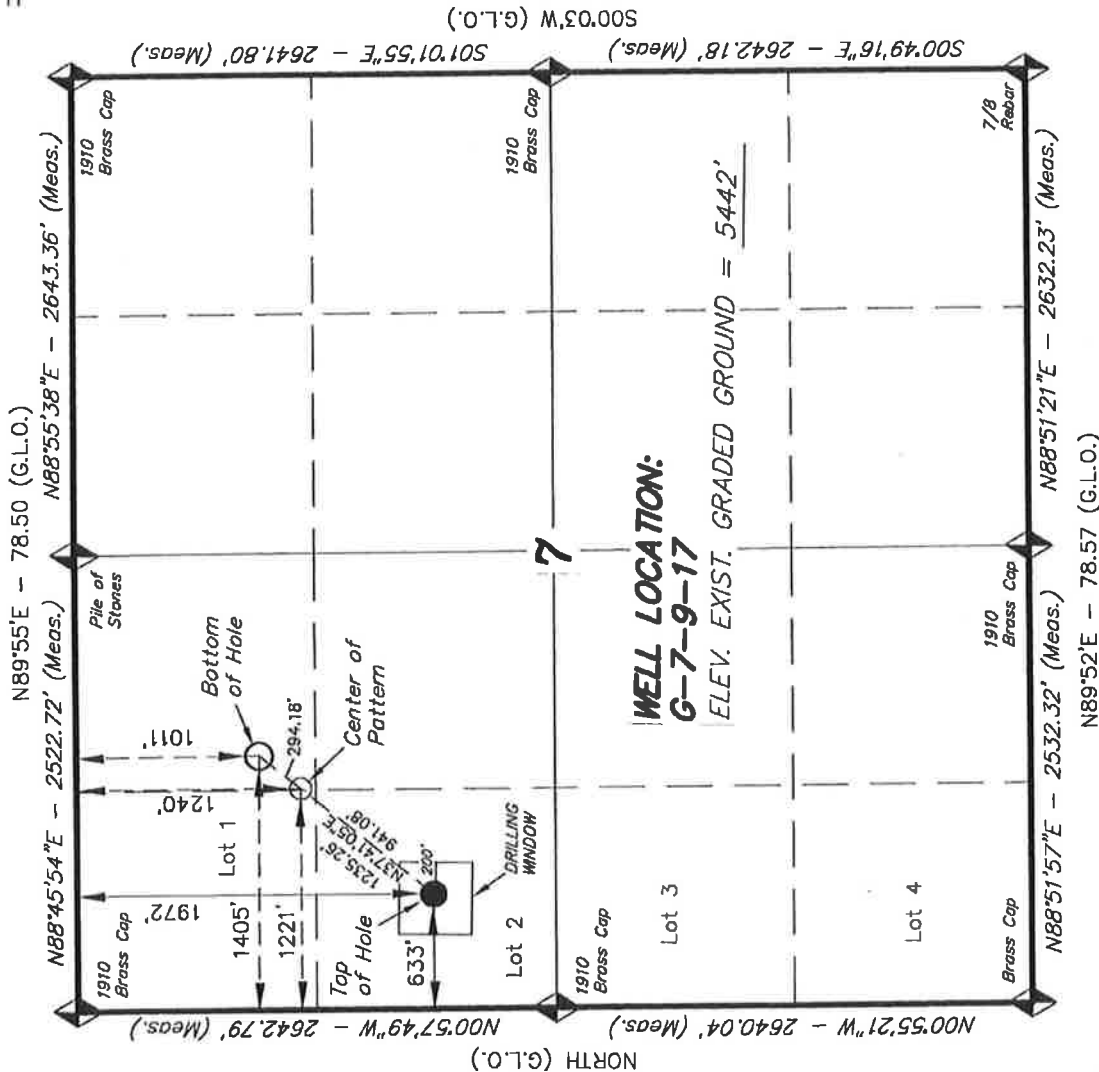 N89°55'E - 78.50 (G.L.O.)
N88°45'54"E - 2522.72' (Meas.)
N88°55'38"E - 2643.36' (Meas.)
1910
Brass Cap
Pile of
Stones
1910
Brass Cap
1972'
1240'
1011'
Lot 1
Bottom
of Hole
1405'
1221'
294.18'
Center of
Pattern
1235.26'
N37°41'05"E
941.08'
Top
of Hole
200'
633'
DRILLING
WINDOW
Lot 2
NORTH (G.L.O.)
N00°57'49"W - 2642.79' (Meas.)
S01°01'55"E - 2641.80' (Meas.)
S00°03'W (G.L.O.)
1910
Brass Cap
7
1910
Brass Cap
WELL LOCATION:
G-7-9-17
ELEV. EXIST. GRADED GROUND = 5442'
Lot 3
Lot 4
N00°55'21"W - 2640.04' (Meas.)
S00°49'16"E - 2642.18' (Meas.)
Brass Cap
1910
Brass Cap
7/8
Rebar
N88°51'57"E - 2532.32' (Meas.)
N88°51'21"E - 2632.23' (Meas.)
N89°52'E - 78.57 (G.L.O.)